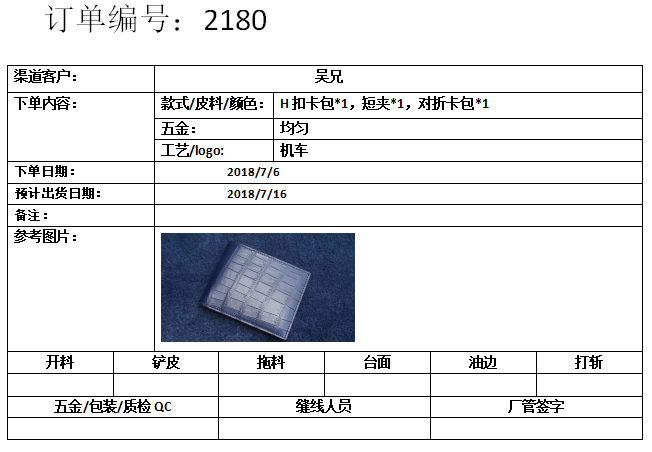 订单编号：2180
渠道客户： 吴兄
下单内容： 款式/皮料/颜色： H 扣卡包*1，短夹*1，对折卡包*1
五金： 均匀
工艺/logo: 机车
下单日期： 2018/7/6
预计出货日期： 2018/7/16
备注：
参考图片：
开料 铲皮 拖料 台面 油边 打斩
五金/包装/质检 QC 缝线人员 厂管签字